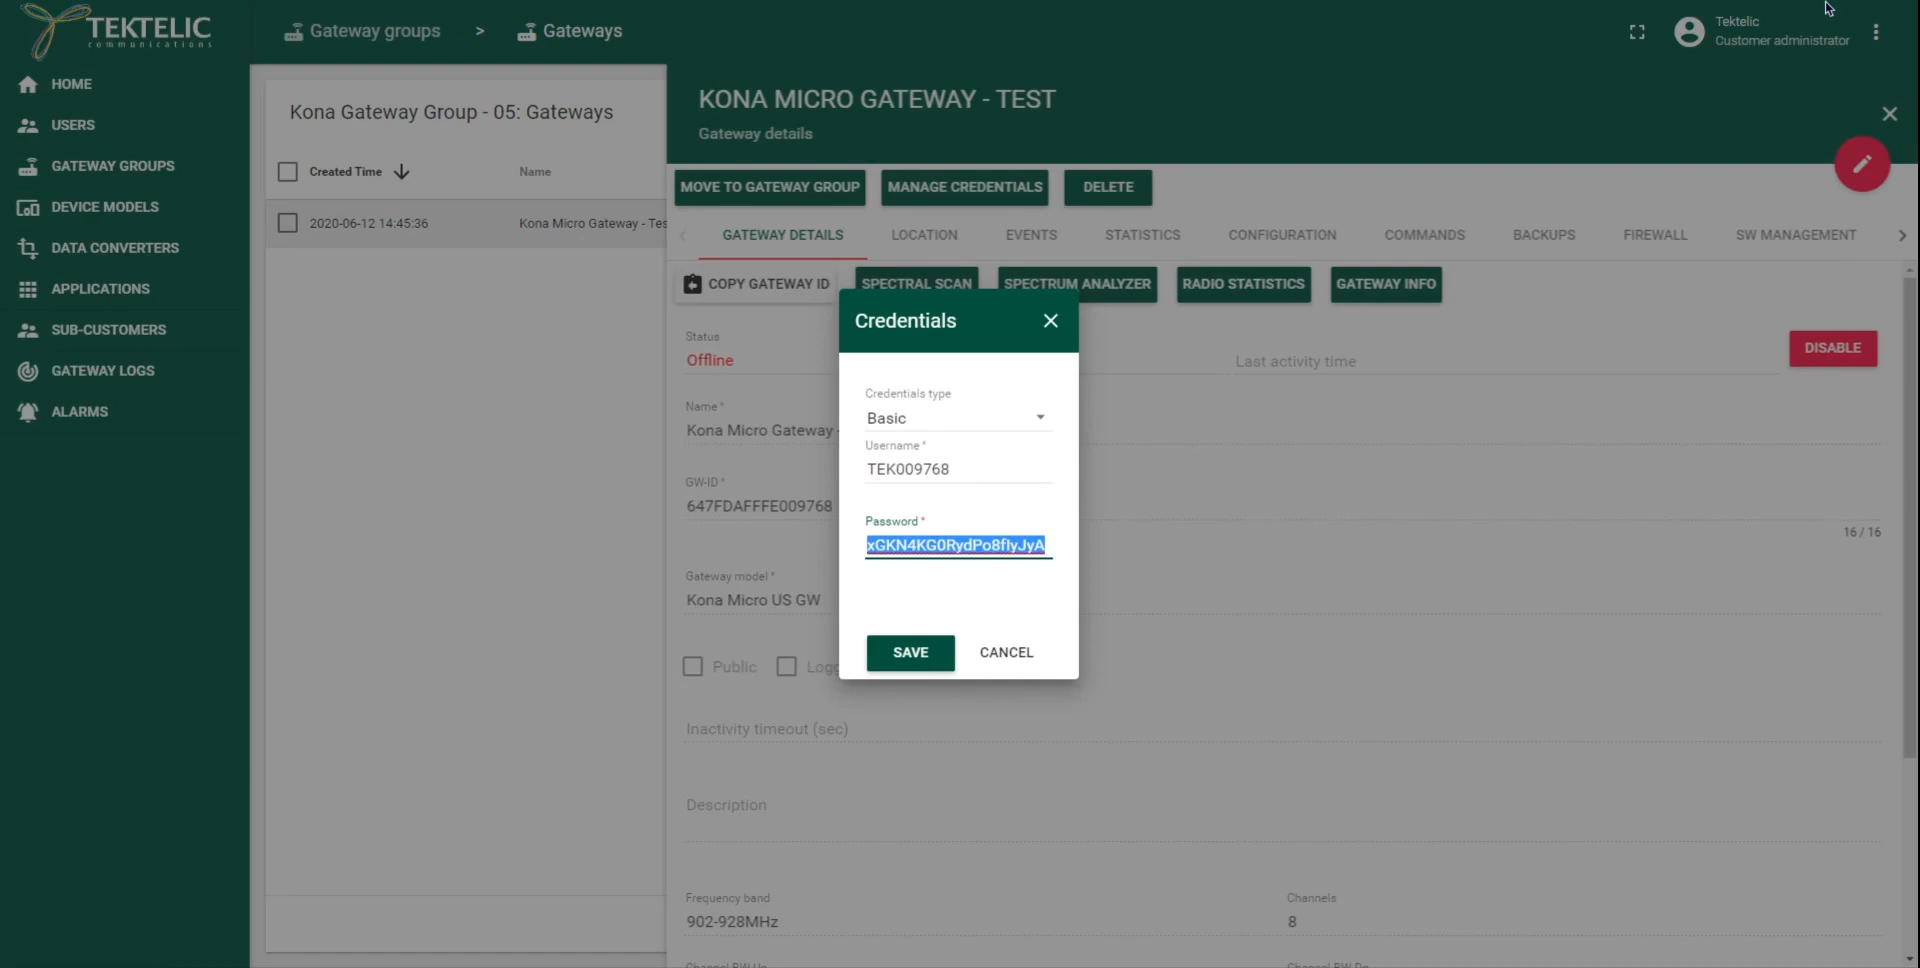 TEKTELIC
communications
Gateway groups > Gateways
Tektelic
Customer administrator
HOME
USERS
GATEWAY GROUPS
DEVICE MODELS
DATA CONVERTERS
APPLICATIONS
SUB-CUSTOMERS
GATEWAY LOGS
ALARMS
Kona Gateway Group - 05: Gateways
Created Time Name
2020-06-12 14:45:36 Kona Micro Gateway - Tes
KONA MICRO GATEWAY - TEST
Gateway details
MOVE TO GATEWAY GROUP MANAGE CREDENTIALS DELETE
GATEWAY DETAILS LOCATION EVENTS STATISTICS CONFIGURATION COMMANDS BACKUPS FIREWALL SW MANAGEMENT
COPY GATEWAY ID SPECTRAL SCAN SPECTRUM ANALYZER RADIO STATISTICS GATEWAY INFO
Status
Offline
Last activity time
DISABLE
Name *
Kona Micro Gateway -
GW-ID *
647FDAFFFE009768
16 / 16
Gateway model *
Kona Micro US GW
Public Logg
Inactivity timeout (sec)
Description
Frequency band
902-928MHz
Channels
8
Credentials
Credentials type
Basic
Username *
TEK009768
Password *
xGKN4KG0RydPo8flyJyA
SAVE CANCEL